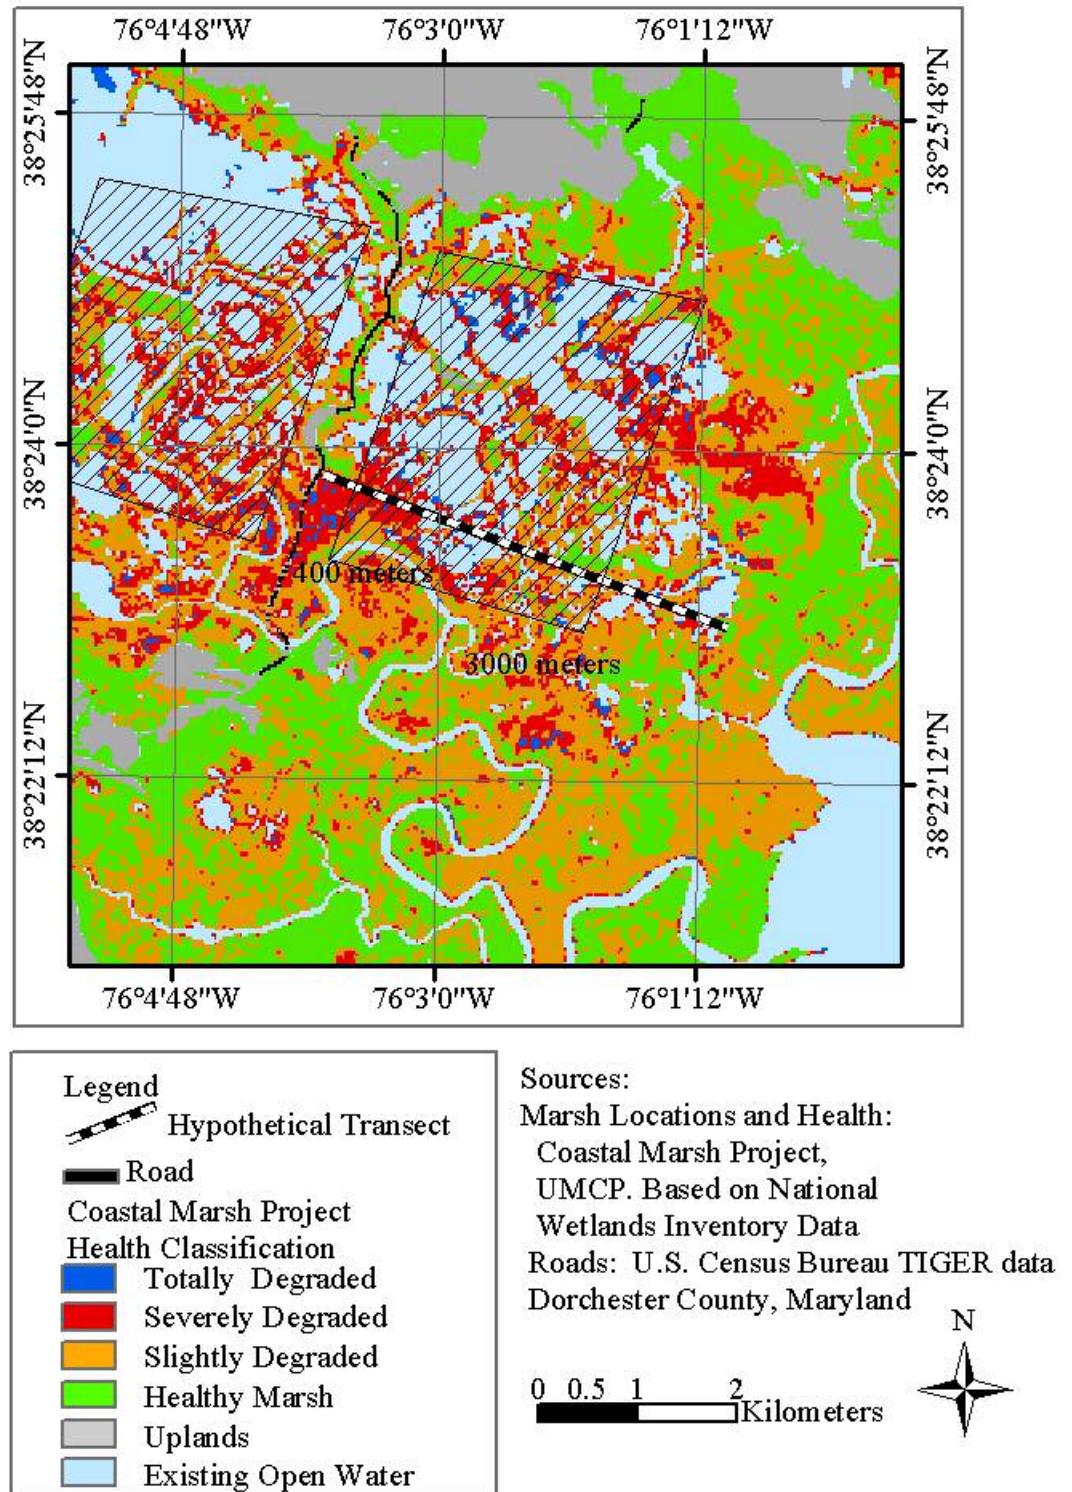 76°4'48"W 76°3'0"W 76°1'12"W
38°25'48"N
38°25'48"N
38°24'0"N
38°24'0"N
400 meters
3000 meters
38°22'12"N
38°22'12"N
76°4'48"W 76°3'0"W 76°1'12"W
Legend
Hypothetical Transect
Road
Coastal Marsh Project
Health Classification
Totally Degraded
Severely Degraded
Slightly Degraded
Healthy Marsh
Uplands
Existing Open Water
Sources:
Marsh Locations and Health:
Coastal Marsh Project,
UMCP. Based on National
Wetlands Inventory Data
Roads: U.S. Census Bureau TIGER data
Dorchester County, Maryland
N
0 0.5 1 2
Kilometers